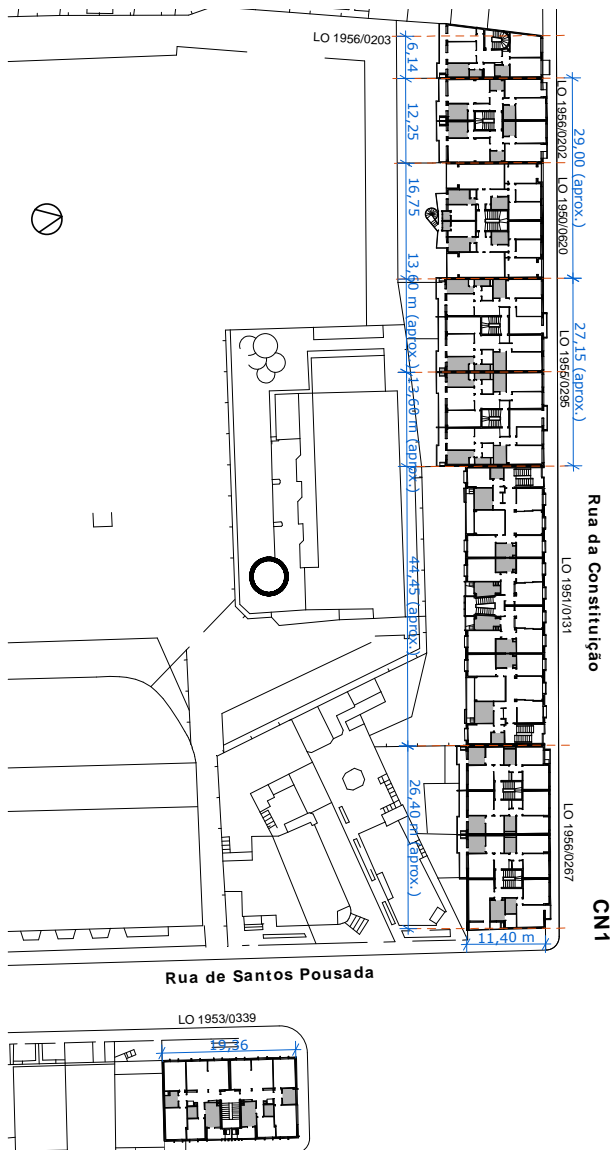 LO 1956/0203
6,14
LO 1956/0202
12,25
29,00 (aprox.)
LO 1950/0620
16,75
13,60 m (aprox.)
27,15 (aprox.)
LO 1955/0295
13,60 m (aprox.)
Rua da Constituição
LO 1951/0131
44,45 (aprox.)
LO 1956/0267
26,40 m (aprox.)
CN1
11,40 m
Rua de Santos Pousada
LO 1953/0339
19,36